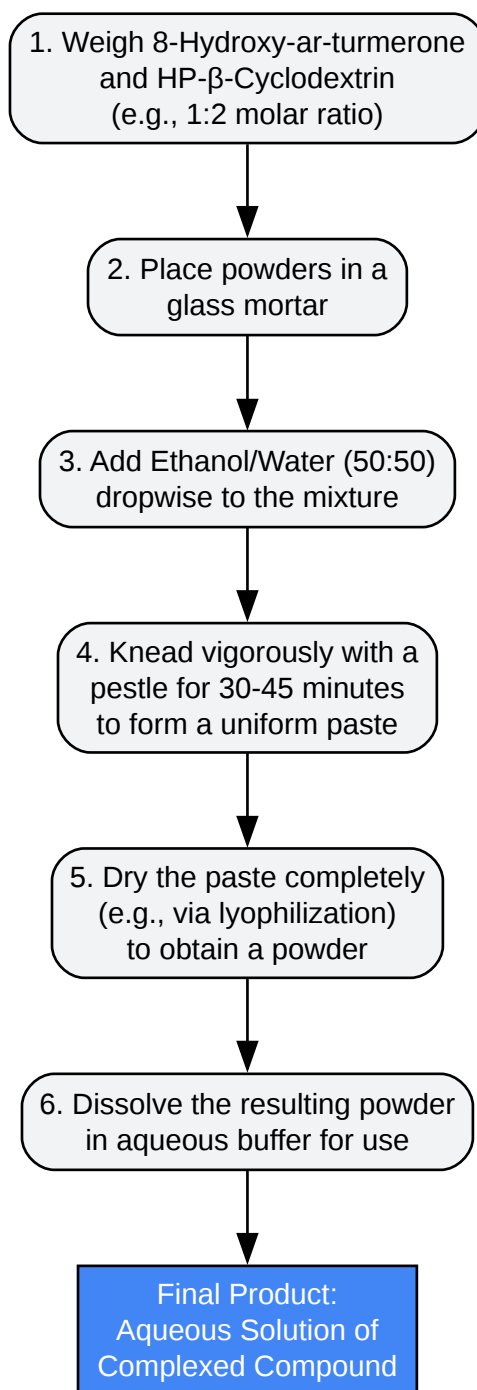 1. Weigh 8-Hydroxy-ar-turmerone
and HP-β-Cyclodextrin
(e.g., 1:2 molar ratio)
2. Place powders in a
glass mortar
3. Add Ethanol/Water (50:50)
dropwise to the mixture
4. Knead vigorously with a
pestle for 30-45 minutes
to form a uniform paste
5. Dry the paste completely
(e.g., via lyophilization)
to obtain a powder
6. Dissolve the resulting powder
in aqueous buffer for use
Final Product:
Aqueous Solution of
Complexed Compound